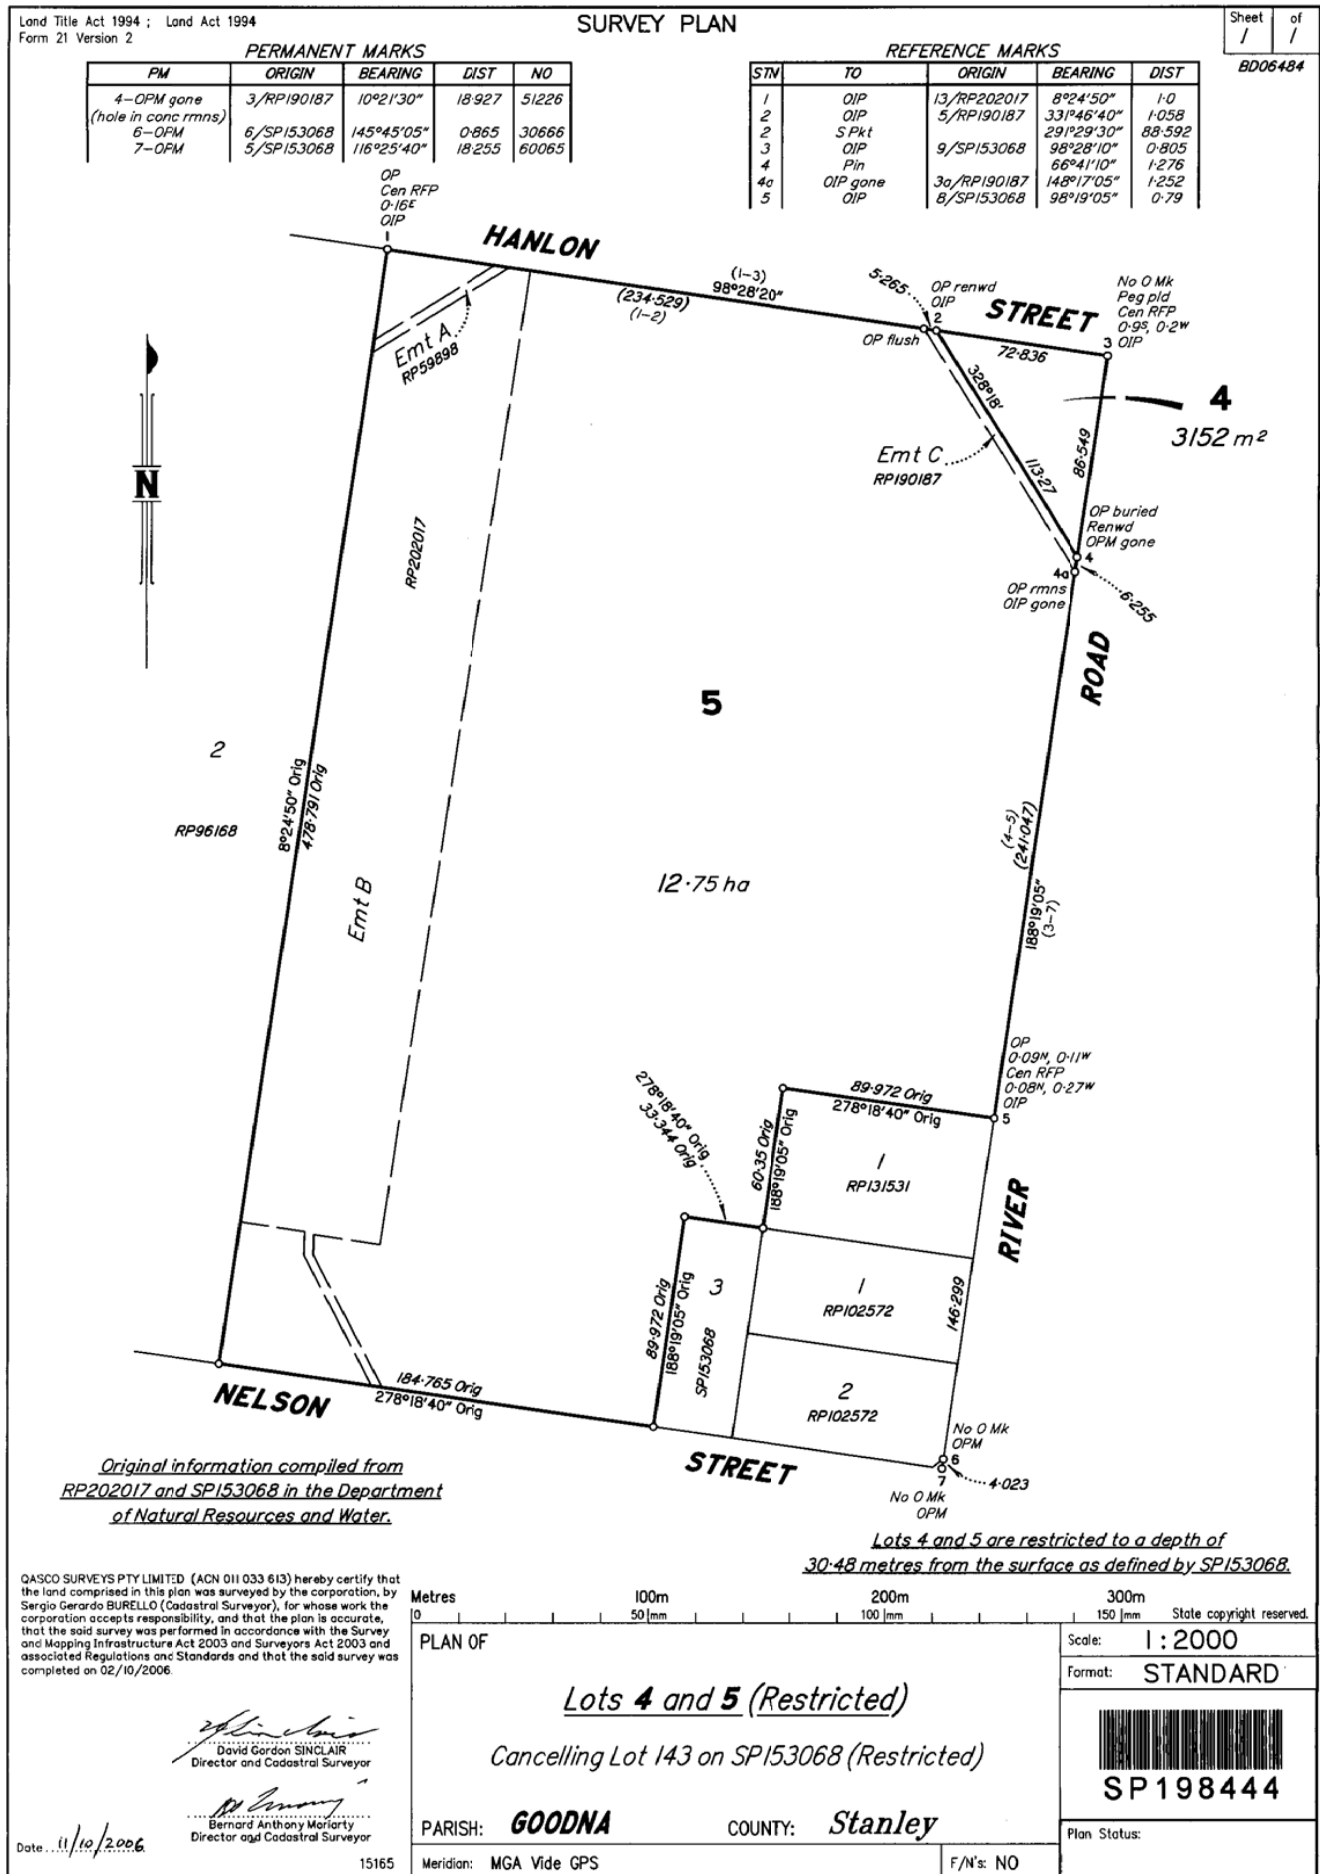 Land Title Act 1994 ; Land Act 1994
Form 21 Version 2
SURVEY PLAN
Sheet of
1 1
BD06484
PERMANENT MARKS
PM ORIGIN BEARING DIST NO
4-OPM gone 3/RP190187 10°21'30" 18·927 51226
(hole in conc rmns)
6-OPM 6/SP153068 145°45'05" 0·865 30666
7-OPM 5/SP153068 116°25'40" 18·255 60065
REFERENCE MARKS
STN TO ORIGIN BEARING DIST
1 OIP 13/RP202017 8°24'50" 1·0
2 OIP 5/RP190187 331°46'40" 1·058
2 S Pkt 291°29'30" 88·592
3 OIP 9/SP153068 98°28'10" 0·805
4 Pin 66°41'10" 1·276
4a OIP gone 3a/RP190187 148°17'05" 1·252
5 OIP 8/SP153068 98°19'05" 0·79
OP
Cen RFP
0·16E
OIP
1
HANLON
(1-3)
98°28'20"
(234·529)
(1-2)
5·265
OP renwd
OIP
2
OP flush
STREET
72·836
No O Mk
Peg pld
Cen RFP
0·9S, 0·2W
OIP
3
4
3152 m²
Emt A
RP59898
328°18'
113·27
86·549
Emt C
RP190187
OP buried
Renwd
OPM gone
4
4a
OP rmns
OIP gone
6·255
N
RP202017
ROAD
5
2
RP96168
8°24'50" Orig
478·791 Orig
12·75 ha
Emt B
(4-5)
(241·047)
188°19'05"
(3-7)
OP
0·09N, 0·11W
Cen RFP
0·08N, 0·27W
OIP
5
278°18'40" Orig
33·344 Orig
89·972 Orig
278°18'40" Orig
60·35 Orig
188°19'05" Orig
1
RP131531
RIVER
3
SP153068
89·972 Orig
188°19'05" Orig
1
RP102572
146·299
2
RP102572
184·765 Orig
278°18'40" Orig
NELSON
STREET
No O Mk
OPM
6
7
4·023
No O Mk
OPM
Original information compiled from
RP202017 and SP153068 in the Department
of Natural Resources and Water.
Lots 4 and 5 are restricted to a depth of
30·48 metres from the surface as defined by SP153068.
QASCO SURVEYS PTY LIMITED (ACN 011 033 613) hereby certify that
the land comprised in this plan was surveyed by the corporation, by
Sergio Gerardo BURELLO (Cadastral Surveyor), for whose work the
corporation accepts responsibility, and that the plan is accurate,
that the said survey was performed in accordance with the Survey
and Mapping Infrastructure Act 2003 and Surveyors Act 2003 and
associated Regulations and Standards and that the said survey was
completed on 02/10/2006.
David Gordon SINCLAIR
Director and Cadastral Surveyor
Bernard Anthony Moriarty
Director and Cadastral Surveyor
Date 11/10/2006
15165
Metres 100m 200m 300m
0 50 mm 100 mm 150 mm State copyright reserved.
PLAN OF
Lots 4 and 5 (Restricted)
Cancelling Lot 143 on SP153068 (Restricted)
PARISH: GOODNA COUNTY: Stanley
Meridian: MGA Vide GPS F/N's: NO
Scale: 1 : 2000
Format: STANDARD
SP198444
Plan Status: